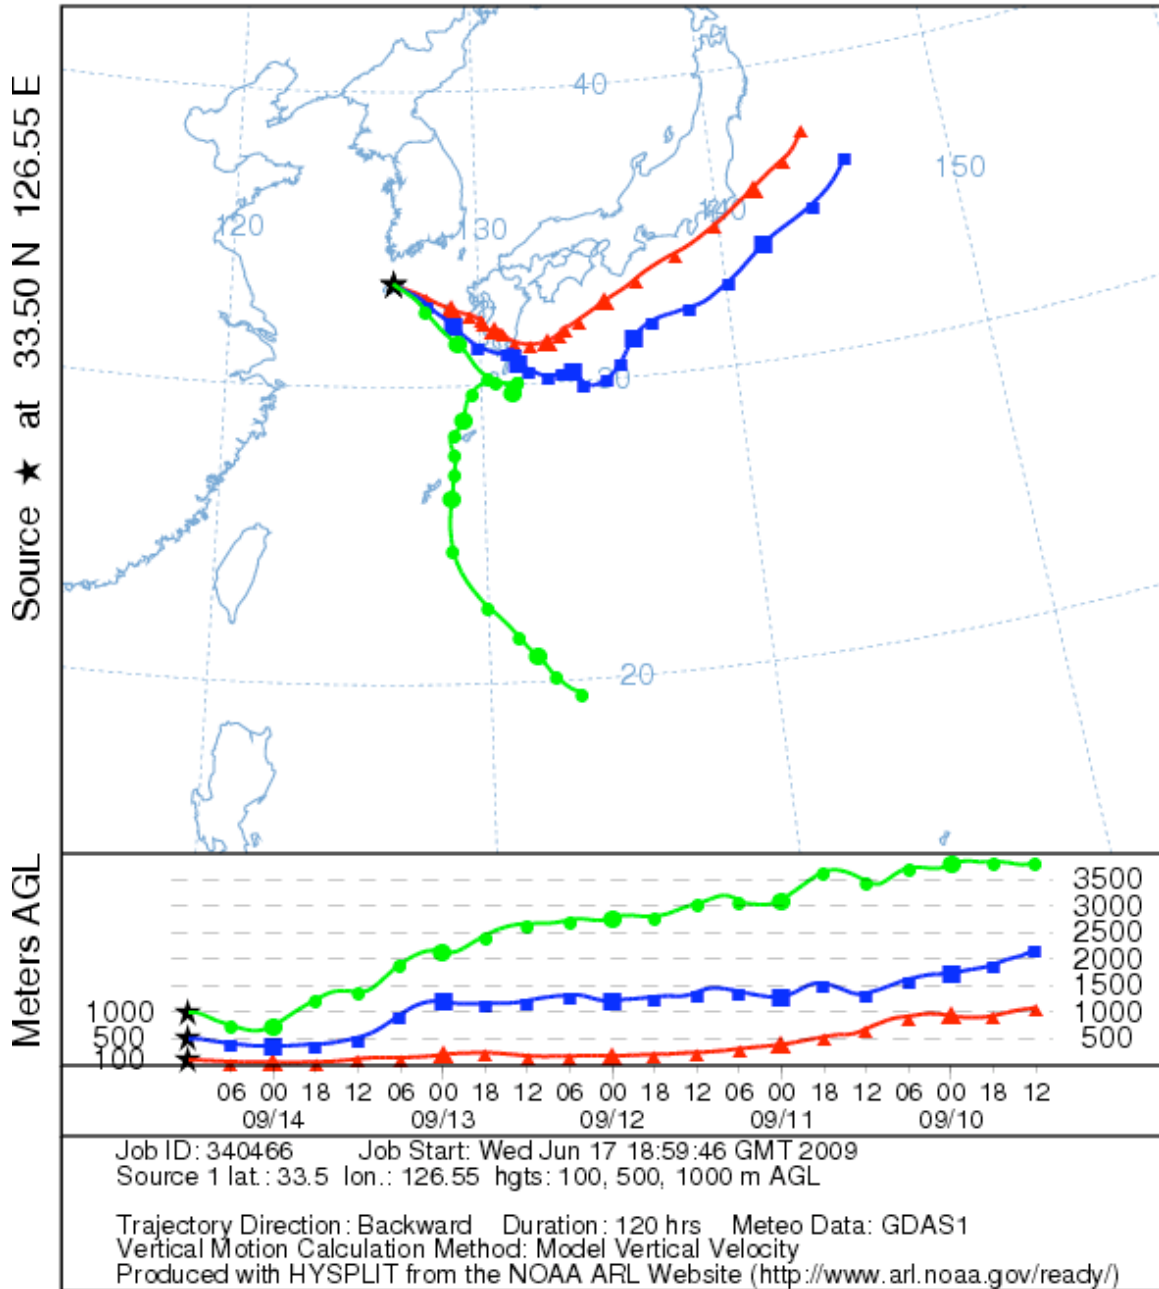 Source ★ at 33.50 N 126.55 E
40
150
120
130
140
30
20
Meters AGL
3500
3000
2500
2000
1500
1000
1000
500
500
100
06 00 18 12 06 00 18 12 06 00 18 12 06 00 18 12 06 00 18 12
09/14 09/13 09/12 09/11 09/10
Job ID: 340466 Job Start: Wed Jun 17 18:59:46 GMT 2009
Source 1 lat.: 33.5 lon.: 126.55 hgts: 100, 500, 1000 m AGL
Trajectory Direction: Backward Duration: 120 hrs Meteo Data: GDAS1
Vertical Motion Calculation Method: Model Vertical Velocity
Produced with HYSPLIT from the NOAA ARL Website (http://www.arl.noaa.gov/ready/)